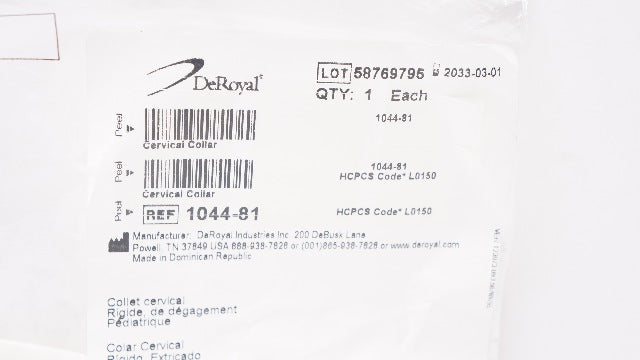 DeRoyal®
LOT 58769795 2033-03-01
QTY: 1 Each
Peel
1044-81
Cervical Collar
Peel
1044-81
HCPCS Code* L0150
Cervical Collar
Peel
REF 1044-81
HCPCS Code* L0150
Manufacturer: DeRoyal Industries Inc. 200 DeBusk Lane
Powell, TN 37849 USA 888-938-7828 or (001)865-938-7828 or www.deroyal.com
Made in Dominican Republic
Collet cervical
Rigide, de dégagement
Pédiatrique
Colar Cervical
Rígido, Extricado